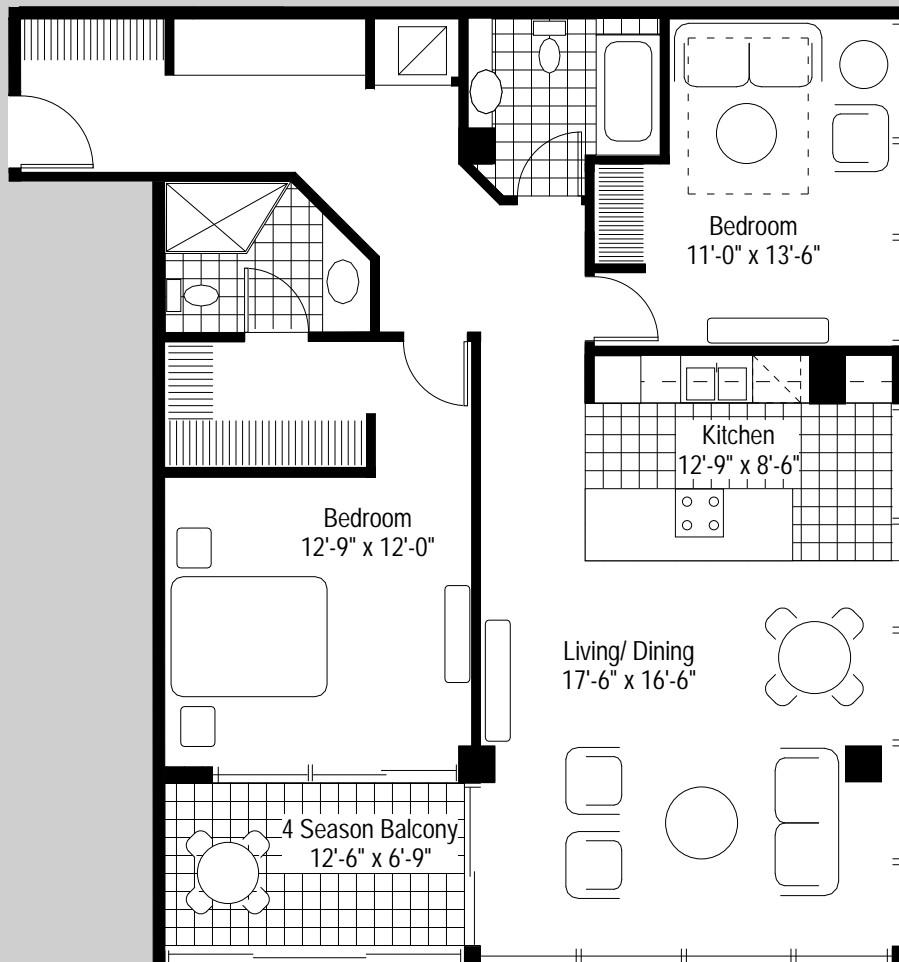 Bedroom
11'-0" x 13'-6"
Kitchen
12'-9" x 8'-6"
Bedroom
12'-9" x 12'-0"
Living/ Dining
17'-6" x 16'-6"
4 Season Balcony
12'-6" x 6'-9"